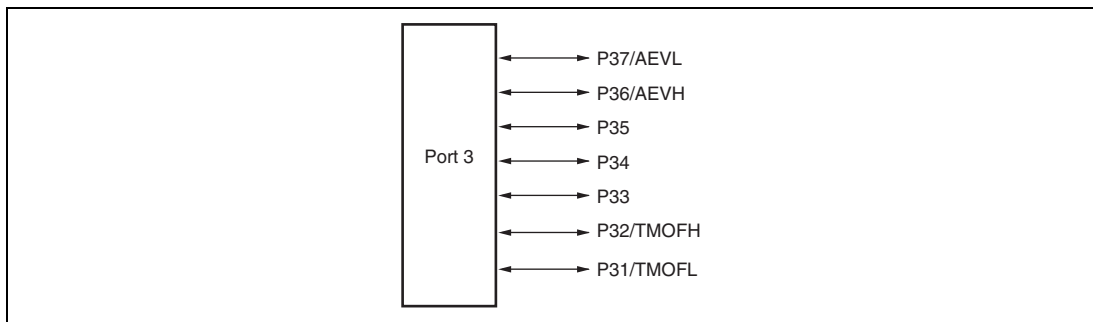 P37/AEVL
P36/AEVH
P35
Port 3
P34
P33
P32/TMOFH
P31/TMOFL